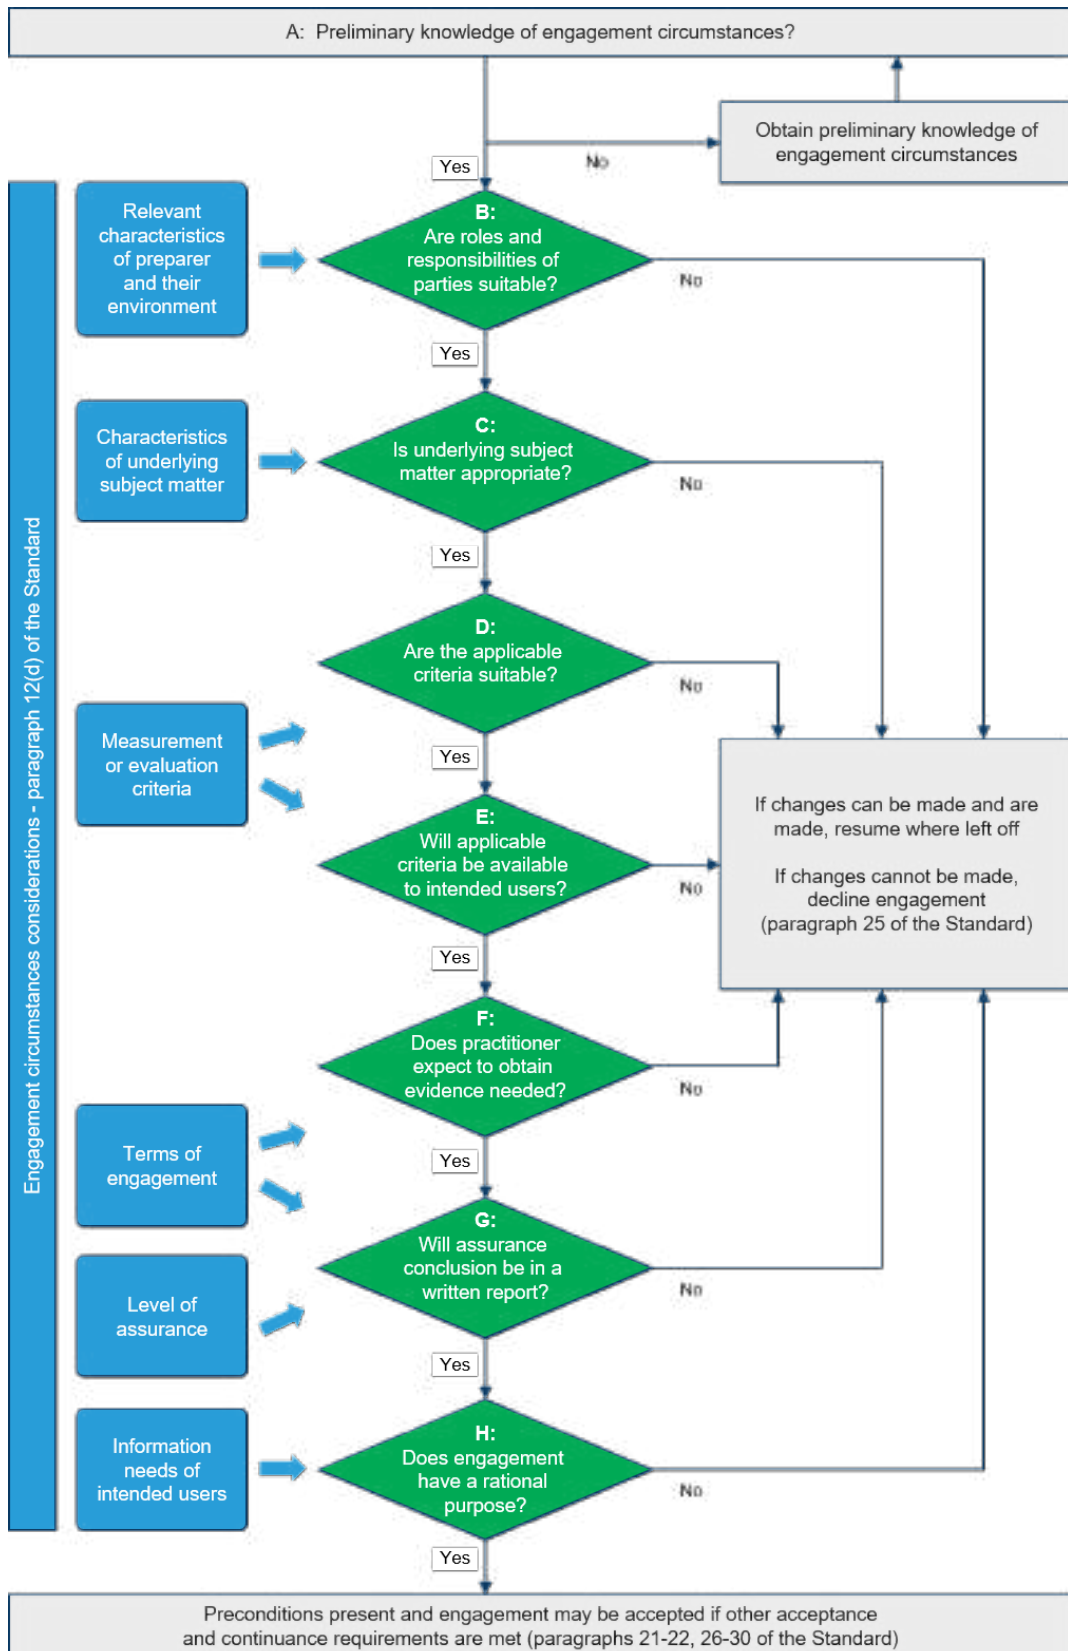 A: Preliminary knowledge of engagement circumstances?
Obtain preliminary knowledge of
engagement circumstances
No
Yes
Engagement circumstances considerations - paragraph 12(d) of the Standard
Relevant
characteristics
of preparer
and their
environment
B:
Are roles and
responsibilities of
parties suitable?
No
Yes
Characteristics
of underlying
subject matter
C:
Is underlying subject
matter appropriate?
No
Yes
D:
Are the applicable
criteria suitable?
No
Yes
Measurement
or evaluation
criteria
E:
Will applicable
criteria be available
to intended users?
No
Yes
If changes can be made and are
made, resume where left off
If changes cannot be made,
decline engagement
(paragraph 25 of the Standard)
F:
Does practitioner
expect to obtain
evidence needed?
No
Yes
Terms of
engagement
G:
Will assurance
conclusion be in a
written report?
No
Yes
Level of
assurance
Information
needs of
intended users
H:
Does engagement
have a rational
purpose?
No
Yes
Preconditions present and engagement may be accepted if other acceptance
and continuance requirements are met (paragraphs 21-22, 26-30 of the Standard)